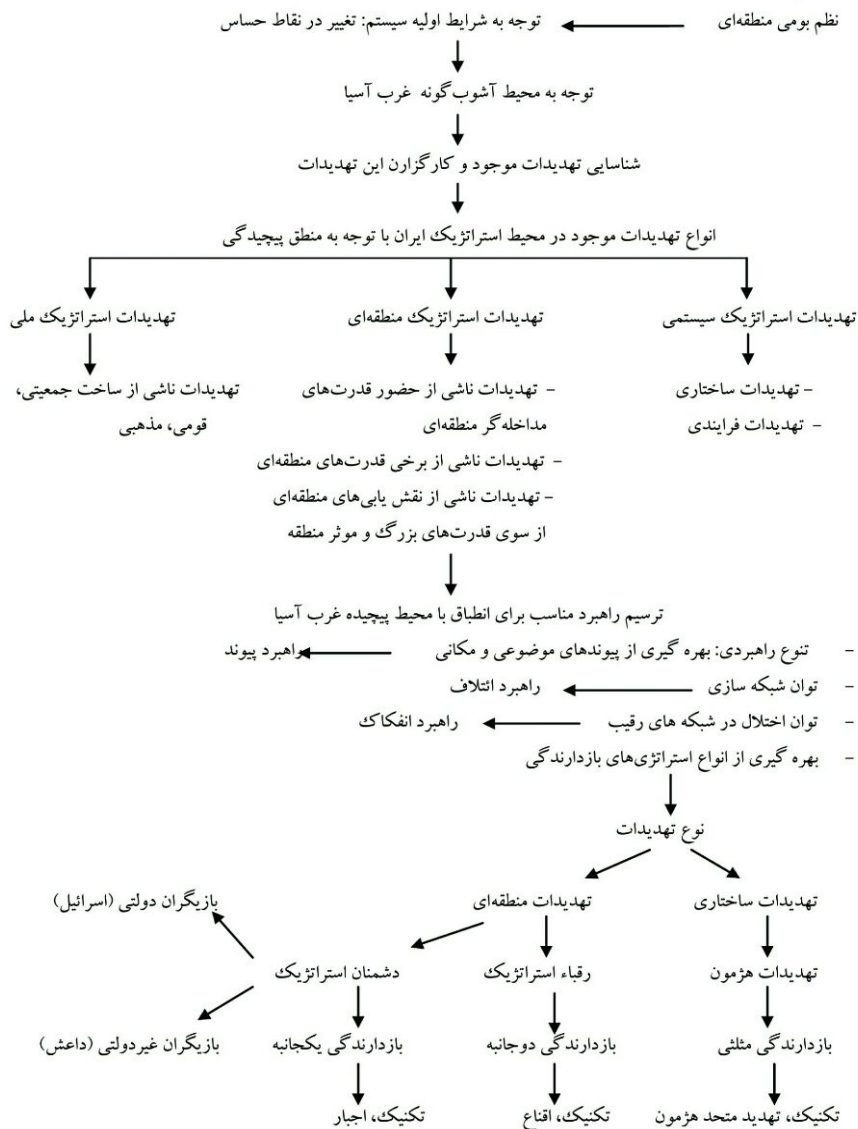 نظم بومی منطقه‌ای
توجه به شرایط اولیه سیستم: تغییر در نقاط حساس
توجه به محیط آشوب‌گونه غرب آسیا
شناسایی تهدیدات موجود و کارگزارن این تهدیدات
انواع تهدیدات موجود در محیط استراتژیک ایران با توجه به منطق پیچیدگی
تهدیدات استراتژیک سیستمی
- تهدیدات ساختاری
- تهدیدات فرایندی
تهدیدات استراتژیک منطقه‌ای
- تهدیدات ناشی از حضور قدرت‌های
مداخله‌گر منطقه‌ای
- تهدیدات ناشی از برخی قدرت‌های منطقه‌ای
- تهدیدات ناشی از نقش یابی‌های منطقه‌ای
از سوی قدرت‌های بزرگ و موثر منطقه
تهدیدات استراتژیک ملی
تهدیدات ناشی از ساخت جمعیتی،
قومی، مذهبی
ترسیم راهبرد مناسب برای انطباق با محیط پیچیده غرب آسیا
- تنوع راهبردی: بهره گیری از پیوندهای موضوعی و مکانی راهبرد پیوند
- توان شبکه سازی راهبرد ائتلاف
- توان اختلال در شبکه های رقیب راهبرد انفکاک
- بهره گیری از انواع استراتژی‌های بازدارندگی
نوع تهدیدات
تهدیدات ساختاری
تهدیدات منطقه‌ای
بازیگران دولتی (اسرائیل)
تهدیدات هژمون
رقباء استراتژیک
دشمنان استراتژیک
بازدارندگی مثلثی
بازدارندگی دوجانبه
بازدارندگی یکجانبه
بازیگران غیردولتی (داعش)
تکنیک، تهدید متحد هژمون
تکنیک، اقناع
تکنیک، اجبار